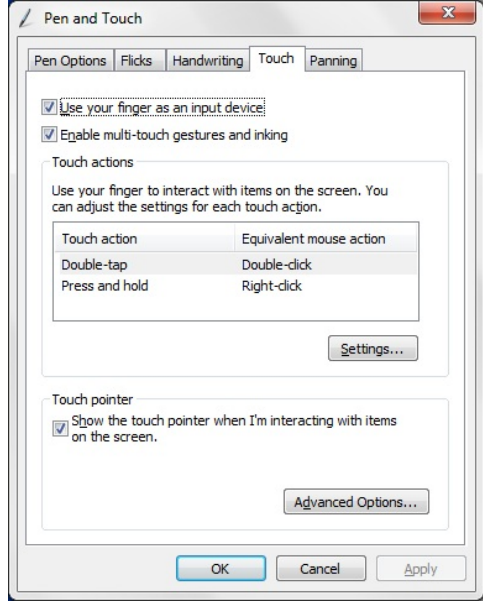 Pen and Touch
Pen Options Flicks Handwriting Touch Panning
Use your finger as an input device
Enable multi-touch gestures and inking
Touch actions
Use your finger to interact with items on the screen. You
can adjust the settings for each touch action.
Touch action Equivalent mouse action
Double-tap Double-click
Press and hold Right-click
Settings...
Touch pointer
Show the touch pointer when I'm interacting with items
on the screen.
Advanced Options...
OK Cancel Apply